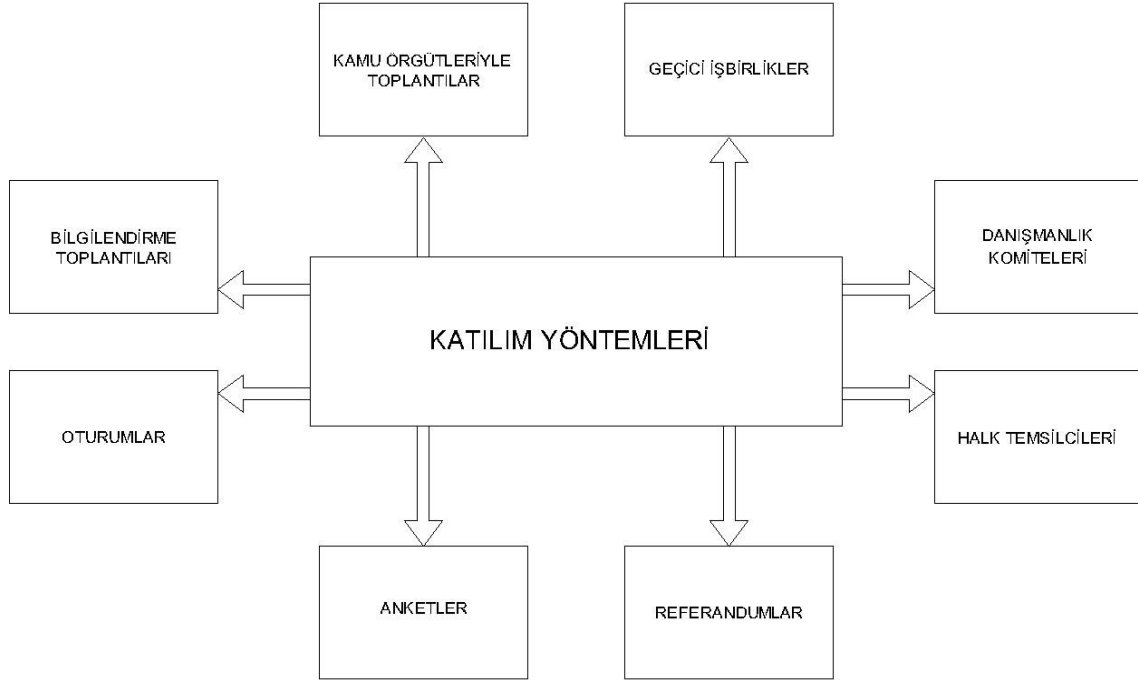 KAMU ÖRGÜTLERİYLE
TOPLANTILAR
GEÇİCİ İŞBİRLİKLER
BİLGİLENDİRME
TOPLANTILARI
DANIŞMANLIK
KOMİTELERİ
KATILIM YÖNTEMLERİ
OTURUMLAR
HALK TEMSİLCİLERİ
ANKETLER
REFERANDUMLAR